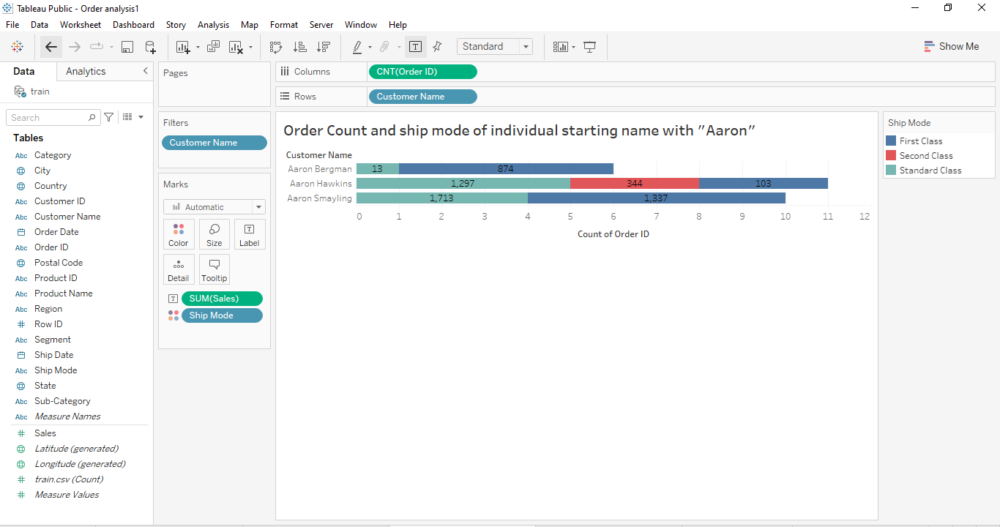 Tableau Public - Order analysis1
File Data Worksheet Dashboard Story Analysis Map Format Server Window Help
Standard
Show Me
Data Analytics
train
Search
Tables
Abc Category
City
Country
Abc Customer ID
Abc Customer Name
Order Date
Abc Order ID
Postal Code
Abc Product ID
Abc Product Name
Abc Region
Row ID
Abc Segment
Ship Date
Abc Ship Mode
State
Abc Sub-Category
Abc Measure Names
Sales
Latitude (generated)
Longitude (generated)
train.csv (Count)
Measure Values
Pages
Filters
Customer Name
Marks
Automatic
Color Size Label
Detail Tooltip
SUM(Sales)
Ship Mode
Columns CNT(Order ID)
Rows Customer Name
Order Count and ship mode of individual starting name with "Aaron"
Customer Name
Aaron Bergman 13 874
Aaron Hawkins 1,297 344 103
Aaron Smayling 1,713 1,337
0 1 2 3 4 5 6 7 8 9 10 11 12
Count of Order ID
Ship Mode
First Class
Second Class
Standard Class